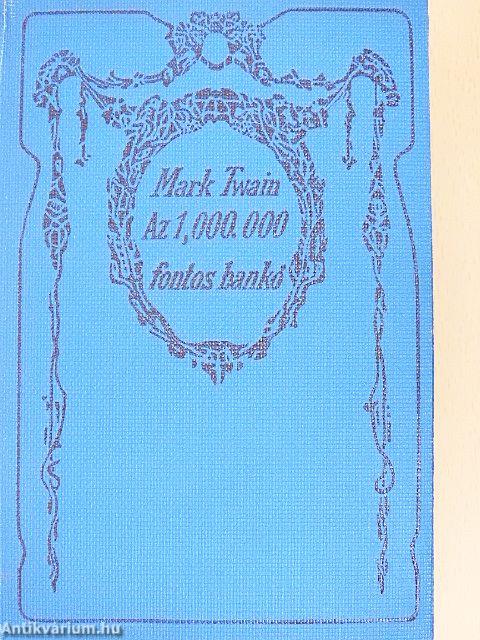 Mark Twain
Az 1,000.000
fontos bankó
Antikvarium.hu